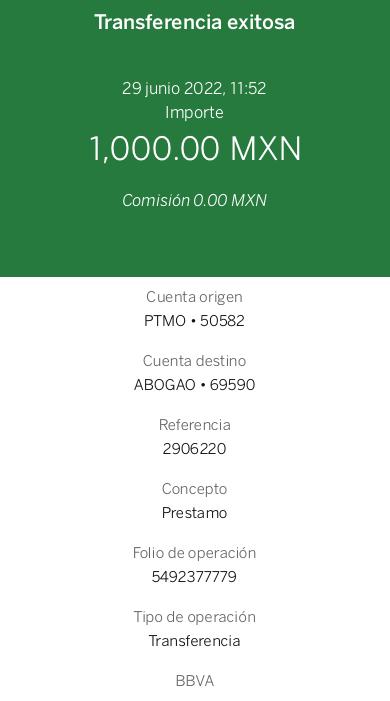 Transferencia exitosa
29 junio 2022, 11:52
Importe
1,000.00 MXN
Comisión 0.00 MXN
Cuenta origen
PTMO • 50582
Cuenta destino
ABOGAO • 69590
Referencia
2906220
Concepto
Prestamo
Folio de operación
5492377779
Tipo de operación
Transferencia
BBVA